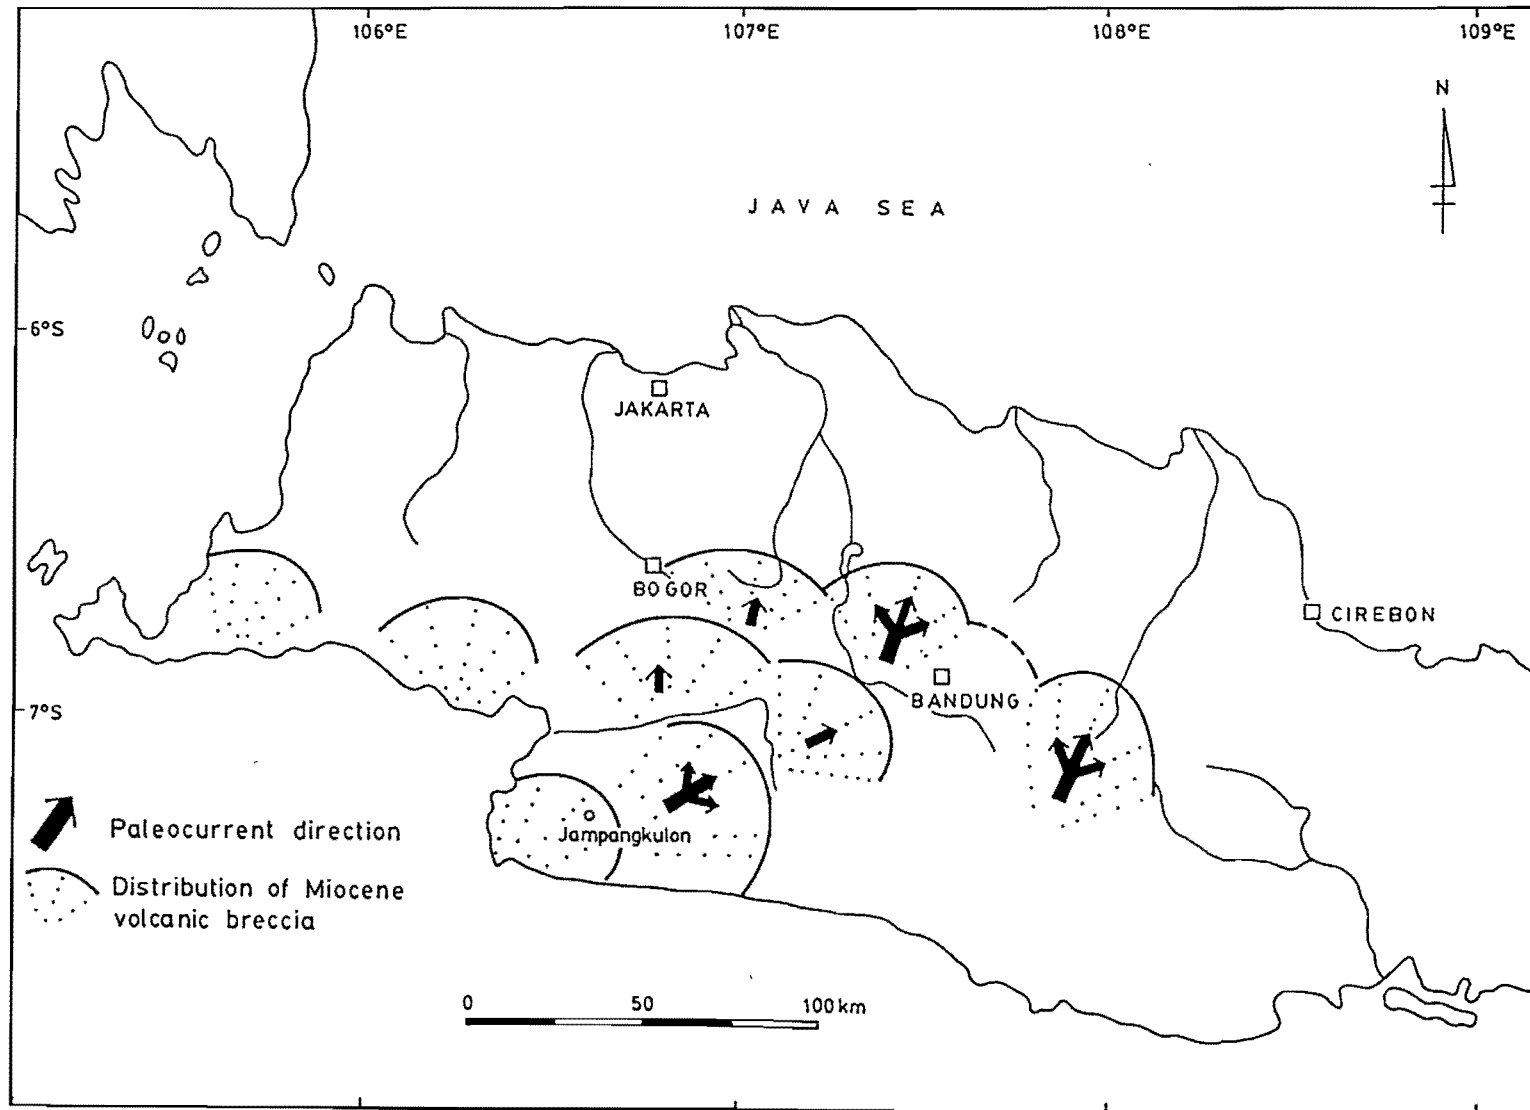 106°E
107°E
108°E
109°E
N
JAVA SEA
6°S
JAKARTA
BOGOR
CIREBON
BANDUNG
7°S
Jampangkulon
Paleocurrent direction
Distribution of Miocene
volcanic breccia
0
50
100 km